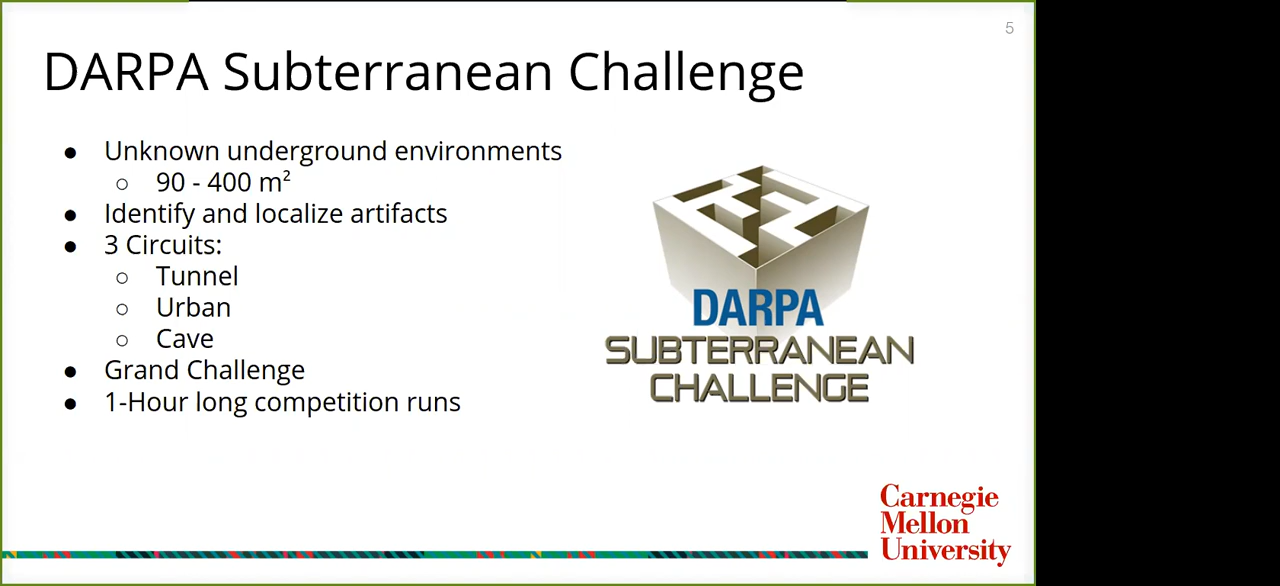 5
DARPA Subterranean Challenge
● Unknown underground environments
○ 90 - 400 m²
● Identify and localize artifacts
● 3 Circuits:
○ Tunnel
○ Urban
○ Cave
● Grand Challenge
● 1-Hour long competition runs
DARPA
SUBTERRANEAN
CHALLENGE
Carnegie
Mellon
University